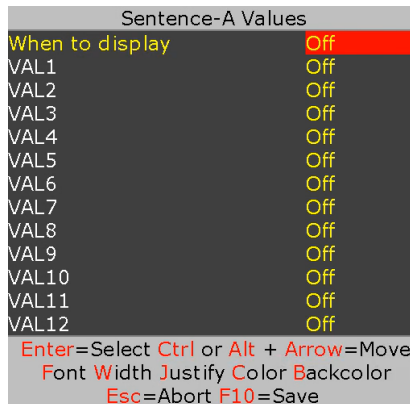 Sentence-A Values
When to display Off
VAL1 Off
VAL2 Off
VAL3 Off
VAL4 Off
VAL5 Off
VAL6 Off
VAL7 Off
VAL8 Off
VAL9 Off
VAL10 Off
VAL11 Off
VAL12 Off
Enter=Select Ctrl or Alt + Arrow=Move
Font Width Justify Color Backcolor
Esc=Abort F10=Save